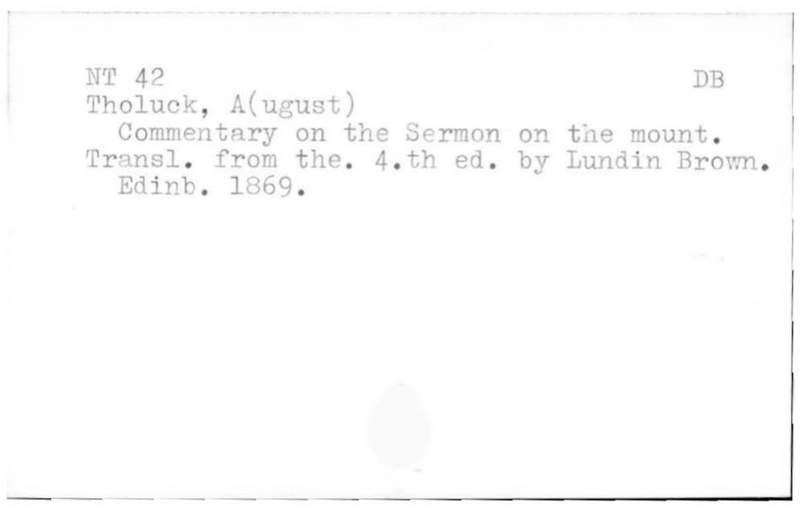 NT 42 DB
Tholuck, A(ugust)
Commentary on the Sermon on the mount.
Transl. from the. 4.th ed. by Lundin Brown.
Edinb. 1869.